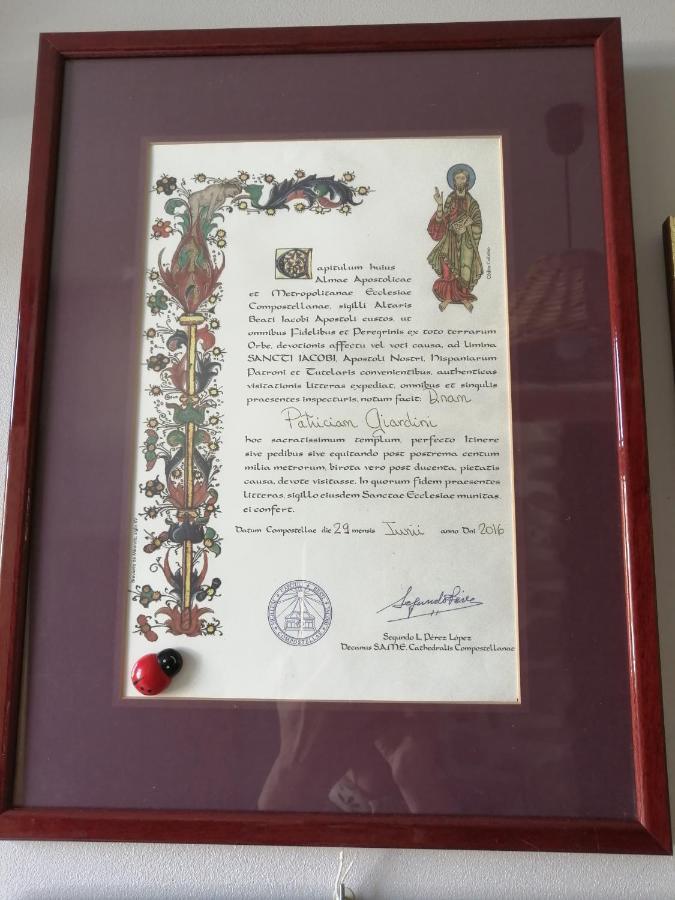 Capitulum huius
Almae Apostolicae
et Metropolitanae Ecclesiae
Compostellanae, sigilli Altaris
Beati Iacobi Apostoli custos, ut
omnibus Fidelibus et Peregrinis ex toto terrarum
Orbe, devotionis affectu vel voti causa, ad limina
SANCTI IACOBI, Apostoli Nostri, Hispaniarum
Patroni et Tutelaris convenientibus, authenticas
visitationis litteras expediat, omnibus et singulis
praesentes inspecturis, notum facit: Dnam
Patriciam Giardini
hoc sacratissimum templum, perfecto Itinere
sive pedibus sive equitando post postrema centum
milia metrorum, birota vero post ducenta, pietatis
causa, devote visitasse. In quorum fidem praesentes
litteras, sigillo eiusdem Sanctae Ecclesiae munitas,
ei confert.
Datum Compostellae die 29 mensis Iunii anno Dni 2016
Segundo L. Pérez López
Decanus S.A.M.E. Cathedralis Compostellanae